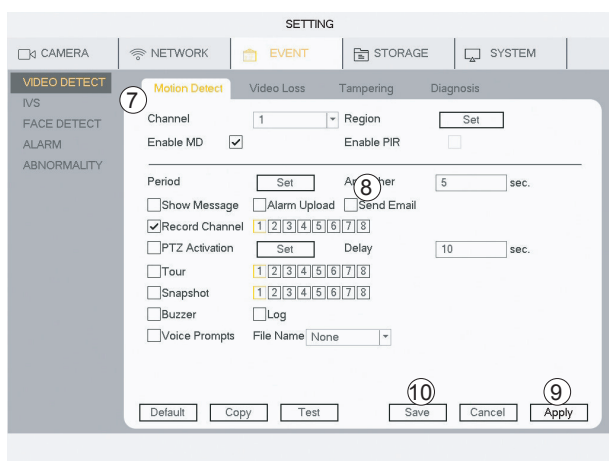 SETTING
CAMERA NETWORK EVENT STORAGE SYSTEM
VIDEO DETECT
IVS
FACE DETECT
ALARM
ABNORMALITY
7
Motion Detect Video Loss Tampering Diagnosis
Channel 1 Region Set
Enable MD Enable PIR
Period Set 5 sec.
8
Show Message Alarm Upload Send Email
Record Channel 1 2 3 4 5 6 7 8
PTZ Activation Set Delay 10 sec.
Tour 1 2 3 4 5 6 7 8
Snapshot 1 2 3 4 5 6 7 8
Buzzer Log
Voice Prompts File Name None
10 9
Default Copy Test Save Cancel Apply